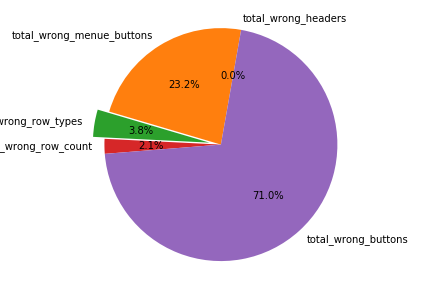 total_wrong_headers
total_wrong_menue_buttons
0.0%
23.2%
wrong_row_types
3.8%
_wrong_row_count
2.1%
71.0%
total_wrong_buttons